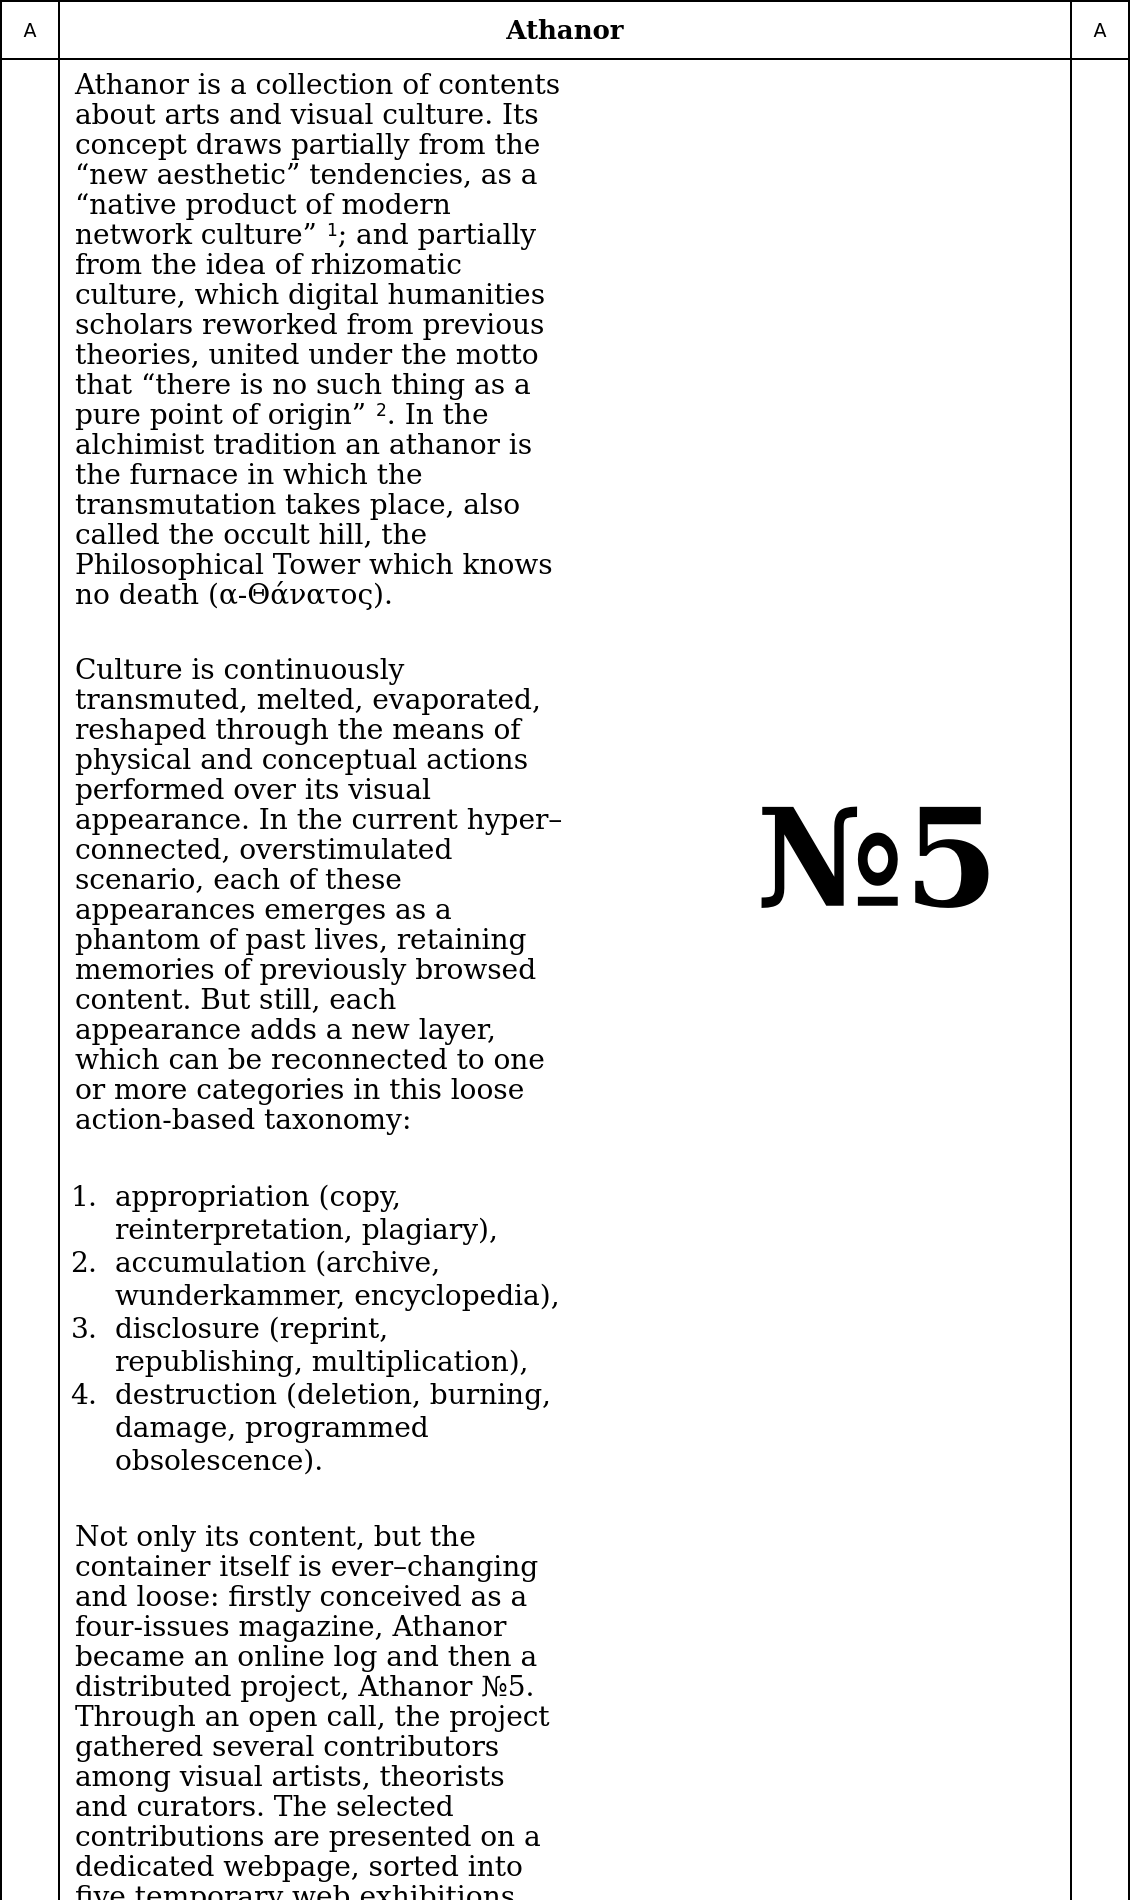 A
Athanor
A
Athanor is a collection of contents
about arts and visual culture. Its
concept draws partially from the
“new aesthetic” tendencies, as a
“native product of modern
network culture” ¹; and partially
from the idea of rhizomatic
culture, which digital humanities
scholars reworked from previous
theories, united under the motto
that “there is no such thing as a
pure point of origin” ². In the
alchimist tradition an athanor is
the furnace in which the
transmutation takes place, also
called the occult hill, the
Philosophical Tower which knows
no death (α-Θάνατος).
Culture is continuously
transmuted, melted, evaporated,
reshaped through the means of
physical and conceptual actions
performed over its visual
appearance. In the current hyper–
connected, overstimulated
scenario, each of these
appearances emerges as a
phantom of past lives, retaining
memories of previously browsed
content. But still, each
appearance adds a new layer,
which can be reconnected to one
or more categories in this loose
action-based taxonomy:
1. appropriation (copy,
reinterpretation, plagiary),
2. accumulation (archive,
wunderkammer, encyclopedia),
3. disclosure (reprint,
republishing, multiplication),
4. destruction (deletion, burning,
damage, programmed
obsolescence).
Not only its content, but the
container itself is ever–changing
and loose: firstly conceived as a
four-issues magazine, Athanor
became an online log and then a
distributed project, Athanor №5.
Through an open call, the project
gathered several contributors
among visual artists, theorists
and curators. The selected
contributions are presented on a
dedicated webpage, sorted into
five temporary web exhibitions
№5